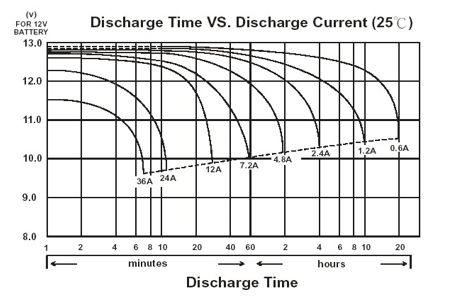 (V)
FOR 12V
BATTERY
Discharge Time VS. Discharge Current (25℃)
13.0
12.0
11.0
10.0
9.0
8.0
36A 24A 12A 7.2A 4.8A 2.4A 1.2A 0.6A
1 2 4 6 8 10 20 40 60 2 4 6 8 10 20
minutes hours
Discharge Time